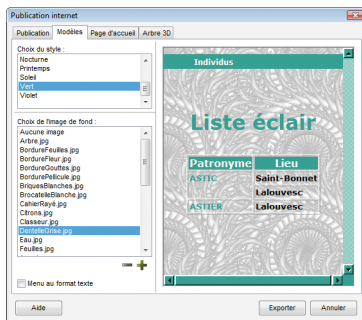 Publication internet
Publication Modèles Page d'accueil Arbre 3D
Choix du style :
Nocturne
Printemps
Soleil
Vert
Violet
Choix de l'image de fond :
Aucune image
Arbre.jpg
BordureFeuilles.jpg
BordureFleur.jpg
BordureGouttes.jpg
BordurePellicule.jpg
BriquesBlanches.jpg
BrocatelleBlanche.jpg
CahierRayé.jpg
Citrons.jpg
Classeur.jpg
DentelleGrise.jpg
Eau.jpg
Feuilles.jpg
Menu au format texte
Individus
Liste éclair
Patronyme Lieu
ASTIC Saint-Bonnet
Lalouvesc
ASTIER Lalouvesc
Aide Exporter Annuler